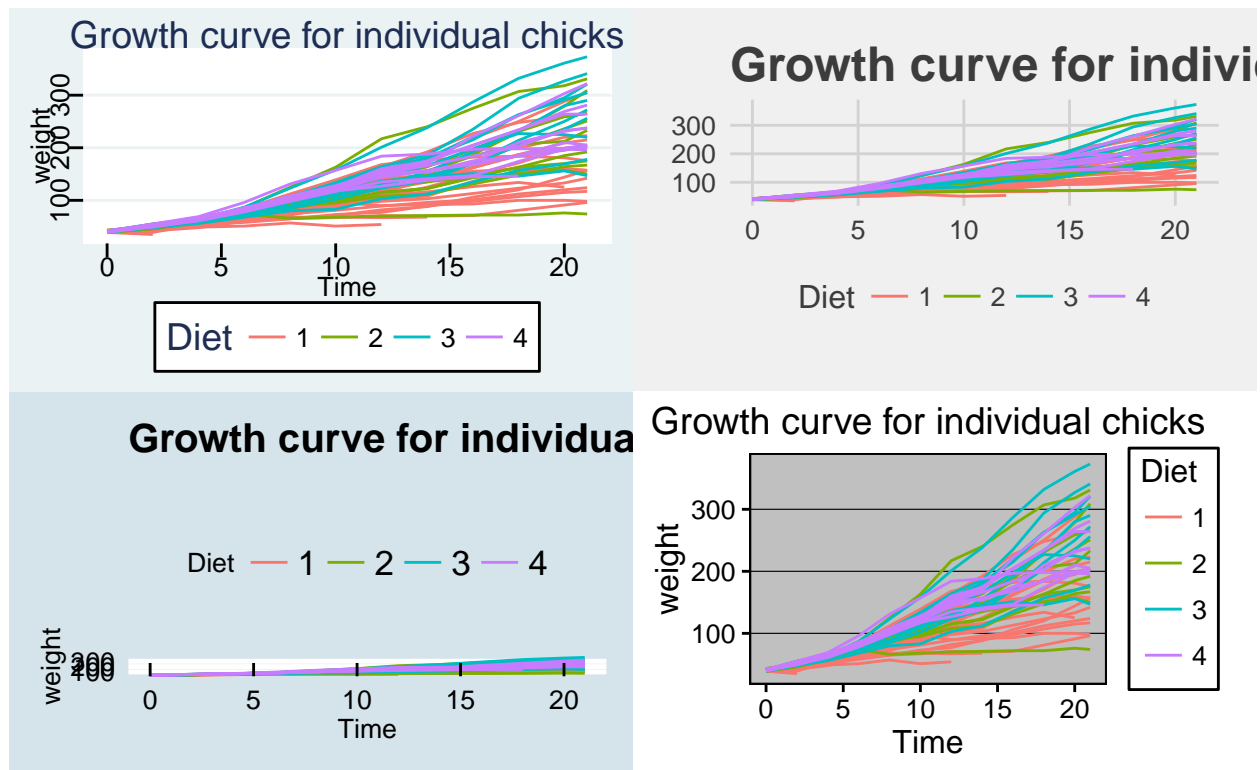 Growth curve for individual chicks
weight
300
200
100
0 5 10 15 20
Time
Diet 1 2 3 4
Growth curve for indivi
300
200
100
0 5 10 15 20
Diet 1 2 3 4
Growth curve for individua
Diet 1 2 3 4
weight
300
200
100
0 5 10 15 20
Time
Growth curve for individual chicks
weight
300
200
100
0 5 10 15 20
Time
Diet
1
2
3
4